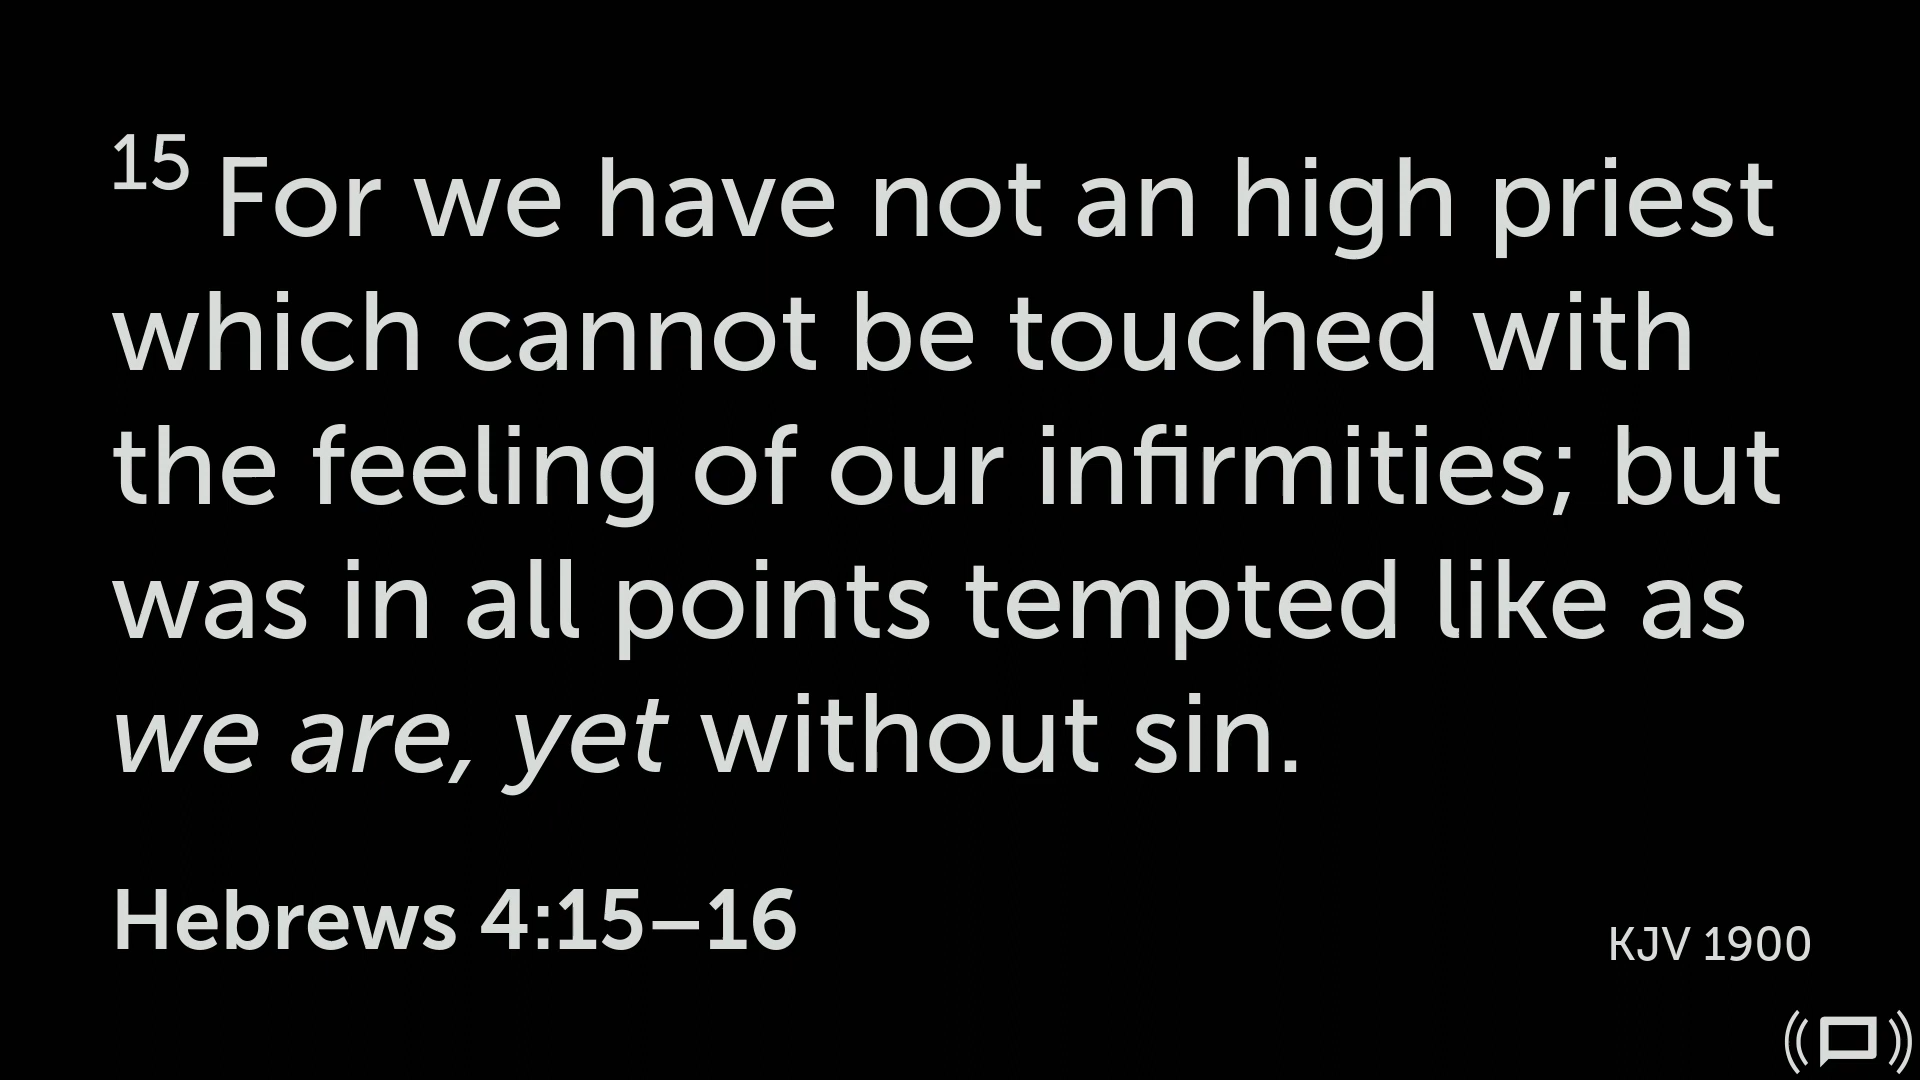 15 For we have not an high priest
which cannot be touched with
the feeling of our infirmities; but
was in all points tempted like as
we are, yet without sin.
Hebrews 4:15–16
KJV 1900